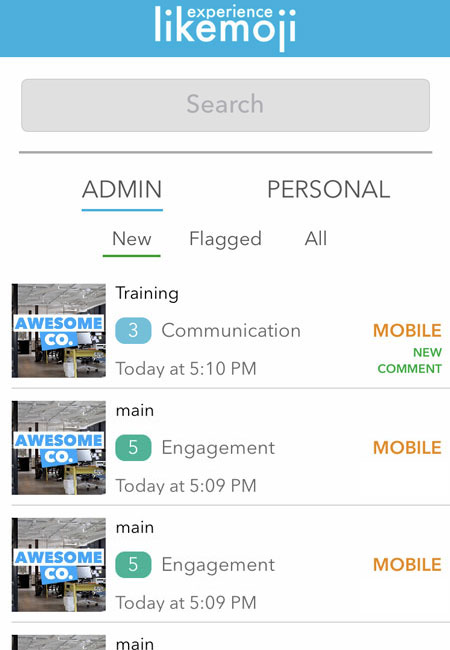 experience
likemoji
Search
ADMIN PERSONAL
New Flagged All
Training
3 Communication MOBILE
NEW
COMMENT
Today at 5:10 PM
AWESOME
CO.
main
5 Engagement MOBILE
Today at 5:09 PM
AWESOME
CO.
main
5 Engagement MOBILE
Today at 5:09 PM
AWESOME
CO.
main